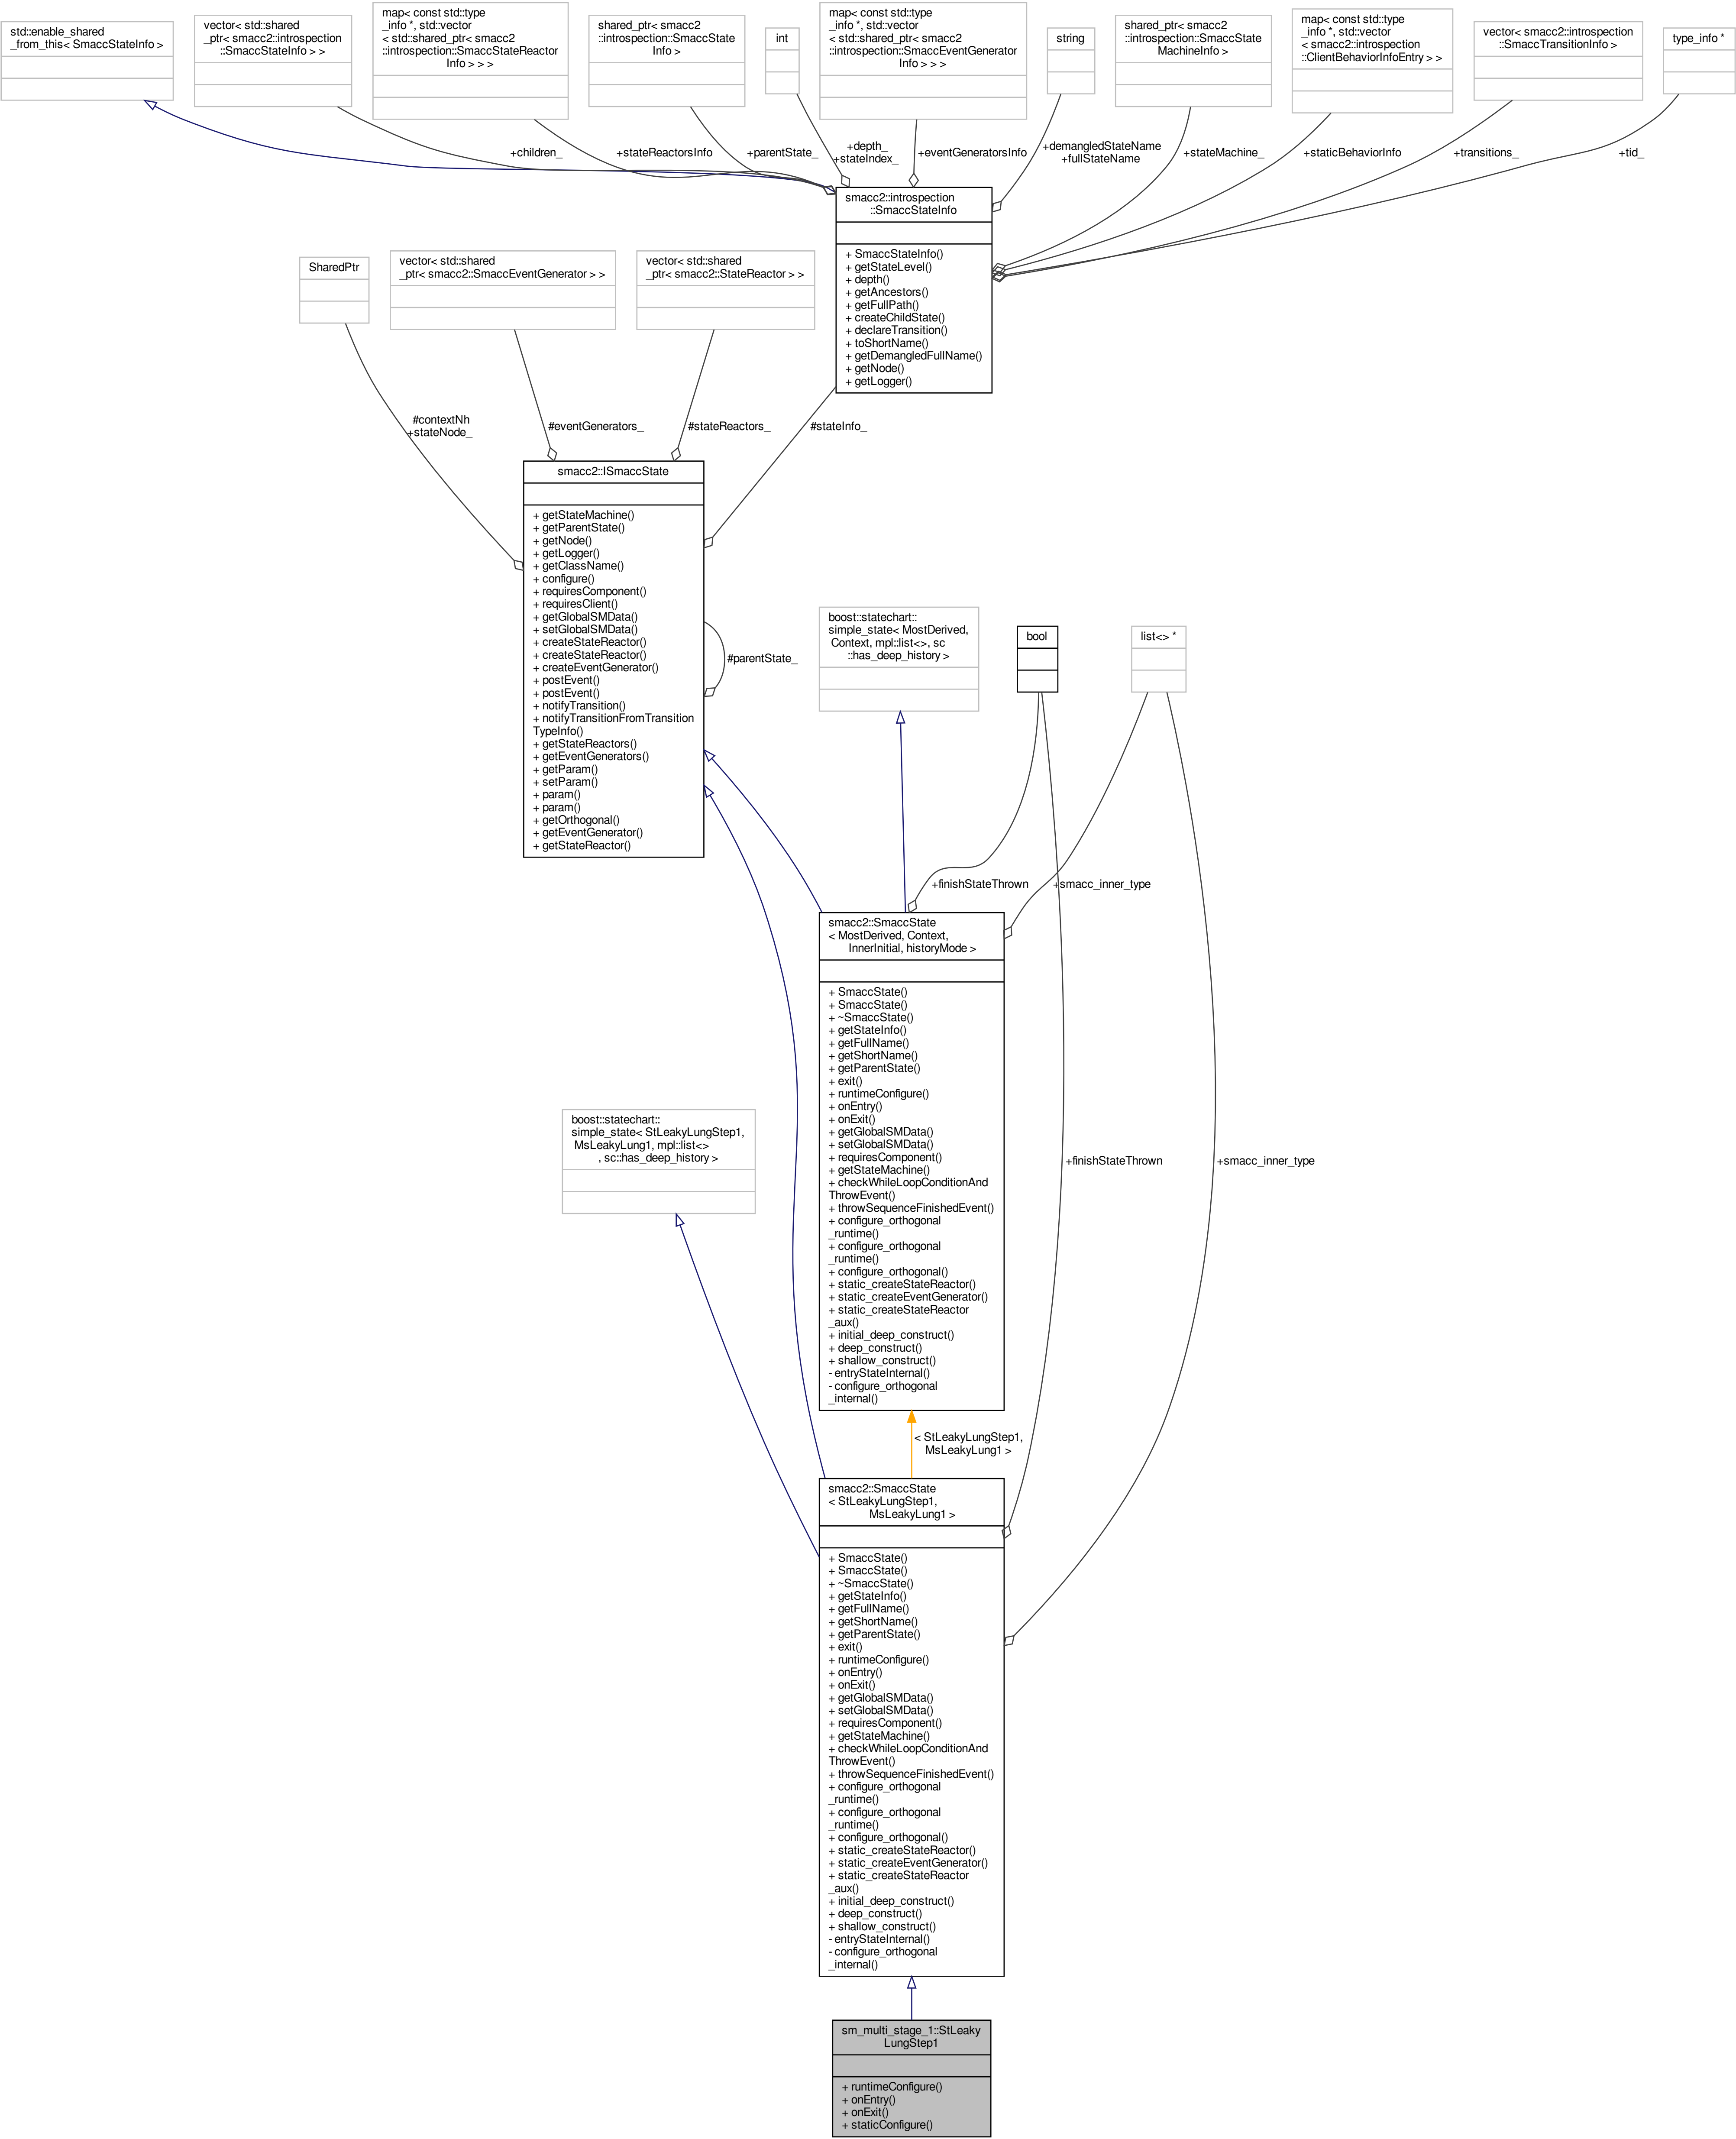 std::enable_shared
_from_this< SmaccStateInfo >
vector< std::shared
_ptr< smacc2::introspection
::SmaccStateInfo > >
map< const std::type
_info *, std::vector
< std::shared_ptr< smacc2
::introspection::SmaccStateReactor
Info > > >
shared_ptr< smacc2
::introspection::SmaccState
Info >
int
map< const std::type
_info *, std::vector
< std::shared_ptr< smacc2
::introspection::SmaccEventGenerator
Info > > >
string
shared_ptr< smacc2
::introspection::SmaccState
MachineInfo >
map< const std::type
_info *, std::vector
< smacc2::introspection
::ClientBehaviorInfoEntry > >
vector< smacc2::introspection
::SmaccTransitionInfo >
type_info *
+children_
+stateReactorsInfo
+parentState_
+depth_
+stateIndex_
+eventGeneratorsInfo
+demangledStateName
+fullStateName
+stateMachine_
+staticBehaviorInfo
+transitions_
+tid_
smacc2::introspection
::SmaccStateInfo
+ SmaccStateInfo()
+ getStateLevel()
+ depth()
+ getAncestors()
+ getFullPath()
+ createChildState()
+ declareTransition()
+ toShortName()
+ getDemangledFullName()
+ getNode()
+ getLogger()
SharedPtr
vector< std::shared
_ptr< smacc2::SmaccEventGenerator > >
vector< std::shared
_ptr< smacc2::StateReactor > >
#contextNh
+stateNode_
#eventGenerators_
#stateReactors_
#stateInfo_
smacc2::ISmaccState
+ getStateMachine()
+ getParentState()
+ getNode()
+ getLogger()
+ getClassName()
+ configure()
+ requiresComponent()
+ requiresClient()
+ getGlobalSMData()
+ setGlobalSMData()
+ createStateReactor()
+ createStateReactor()
+ createEventGenerator()
+ postEvent()
+ postEvent()
+ notifyTransition()
+ notifyTransitionFromTransition
TypeInfo()
+ getStateReactors()
+ getEventGenerators()
+ getParam()
+ setParam()
+ param()
+ param()
+ getOrthogonal()
+ getEventGenerator()
+ getStateReactor()
#parentState_
boost::statechart::
simple_state< MostDerived,
Context, mpl::list<>, sc
::has_deep_history >
bool
list<> *
+finishStateThrown
+smacc_inner_type
smacc2::SmaccState
< MostDerived, Context,
InnerInitial, historyMode >
+ SmaccState()
+ SmaccState()
+ ~SmaccState()
+ getStateInfo()
+ getFullName()
+ getShortName()
+ getParentState()
+ exit()
+ runtimeConfigure()
+ onEntry()
+ onExit()
+ getGlobalSMData()
+ setGlobalSMData()
+ requiresComponent()
+ getStateMachine()
+ checkWhileLoopConditionAnd
ThrowEvent()
+ throwSequenceFinishedEvent()
+ configure_orthogonal
_runtime()
+ configure_orthogonal
_runtime()
+ configure_orthogonal()
+ static_createStateReactor()
+ static_createEventGenerator()
+ static_createStateReactor
_aux()
+ initial_deep_construct()
+ deep_construct()
+ shallow_construct()
- entryStateInternal()
- configure_orthogonal
_internal()
boost::statechart::
simple_state< StLeakyLungStep1,
MsLeakyLung1, mpl::list<>
, sc::has_deep_history >
+finishStateThrown
+smacc_inner_type
< StLeakyLungStep1,
MsLeakyLung1 >
smacc2::SmaccState
< StLeakyLungStep1,
MsLeakyLung1 >
+ SmaccState()
+ SmaccState()
+ ~SmaccState()
+ getStateInfo()
+ getFullName()
+ getShortName()
+ getParentState()
+ exit()
+ runtimeConfigure()
+ onEntry()
+ onExit()
+ getGlobalSMData()
+ setGlobalSMData()
+ requiresComponent()
+ getStateMachine()
+ checkWhileLoopConditionAnd
ThrowEvent()
+ throwSequenceFinishedEvent()
+ configure_orthogonal
_runtime()
+ configure_orthogonal
_runtime()
+ configure_orthogonal()
+ static_createStateReactor()
+ static_createEventGenerator()
+ static_createStateReactor
_aux()
+ initial_deep_construct()
+ deep_construct()
+ shallow_construct()
- entryStateInternal()
- configure_orthogonal
_internal()
sm_multi_stage_1::StLeaky
LungStep1
+ runtimeConfigure()
+ onEntry()
+ onExit()
+ staticConfigure()